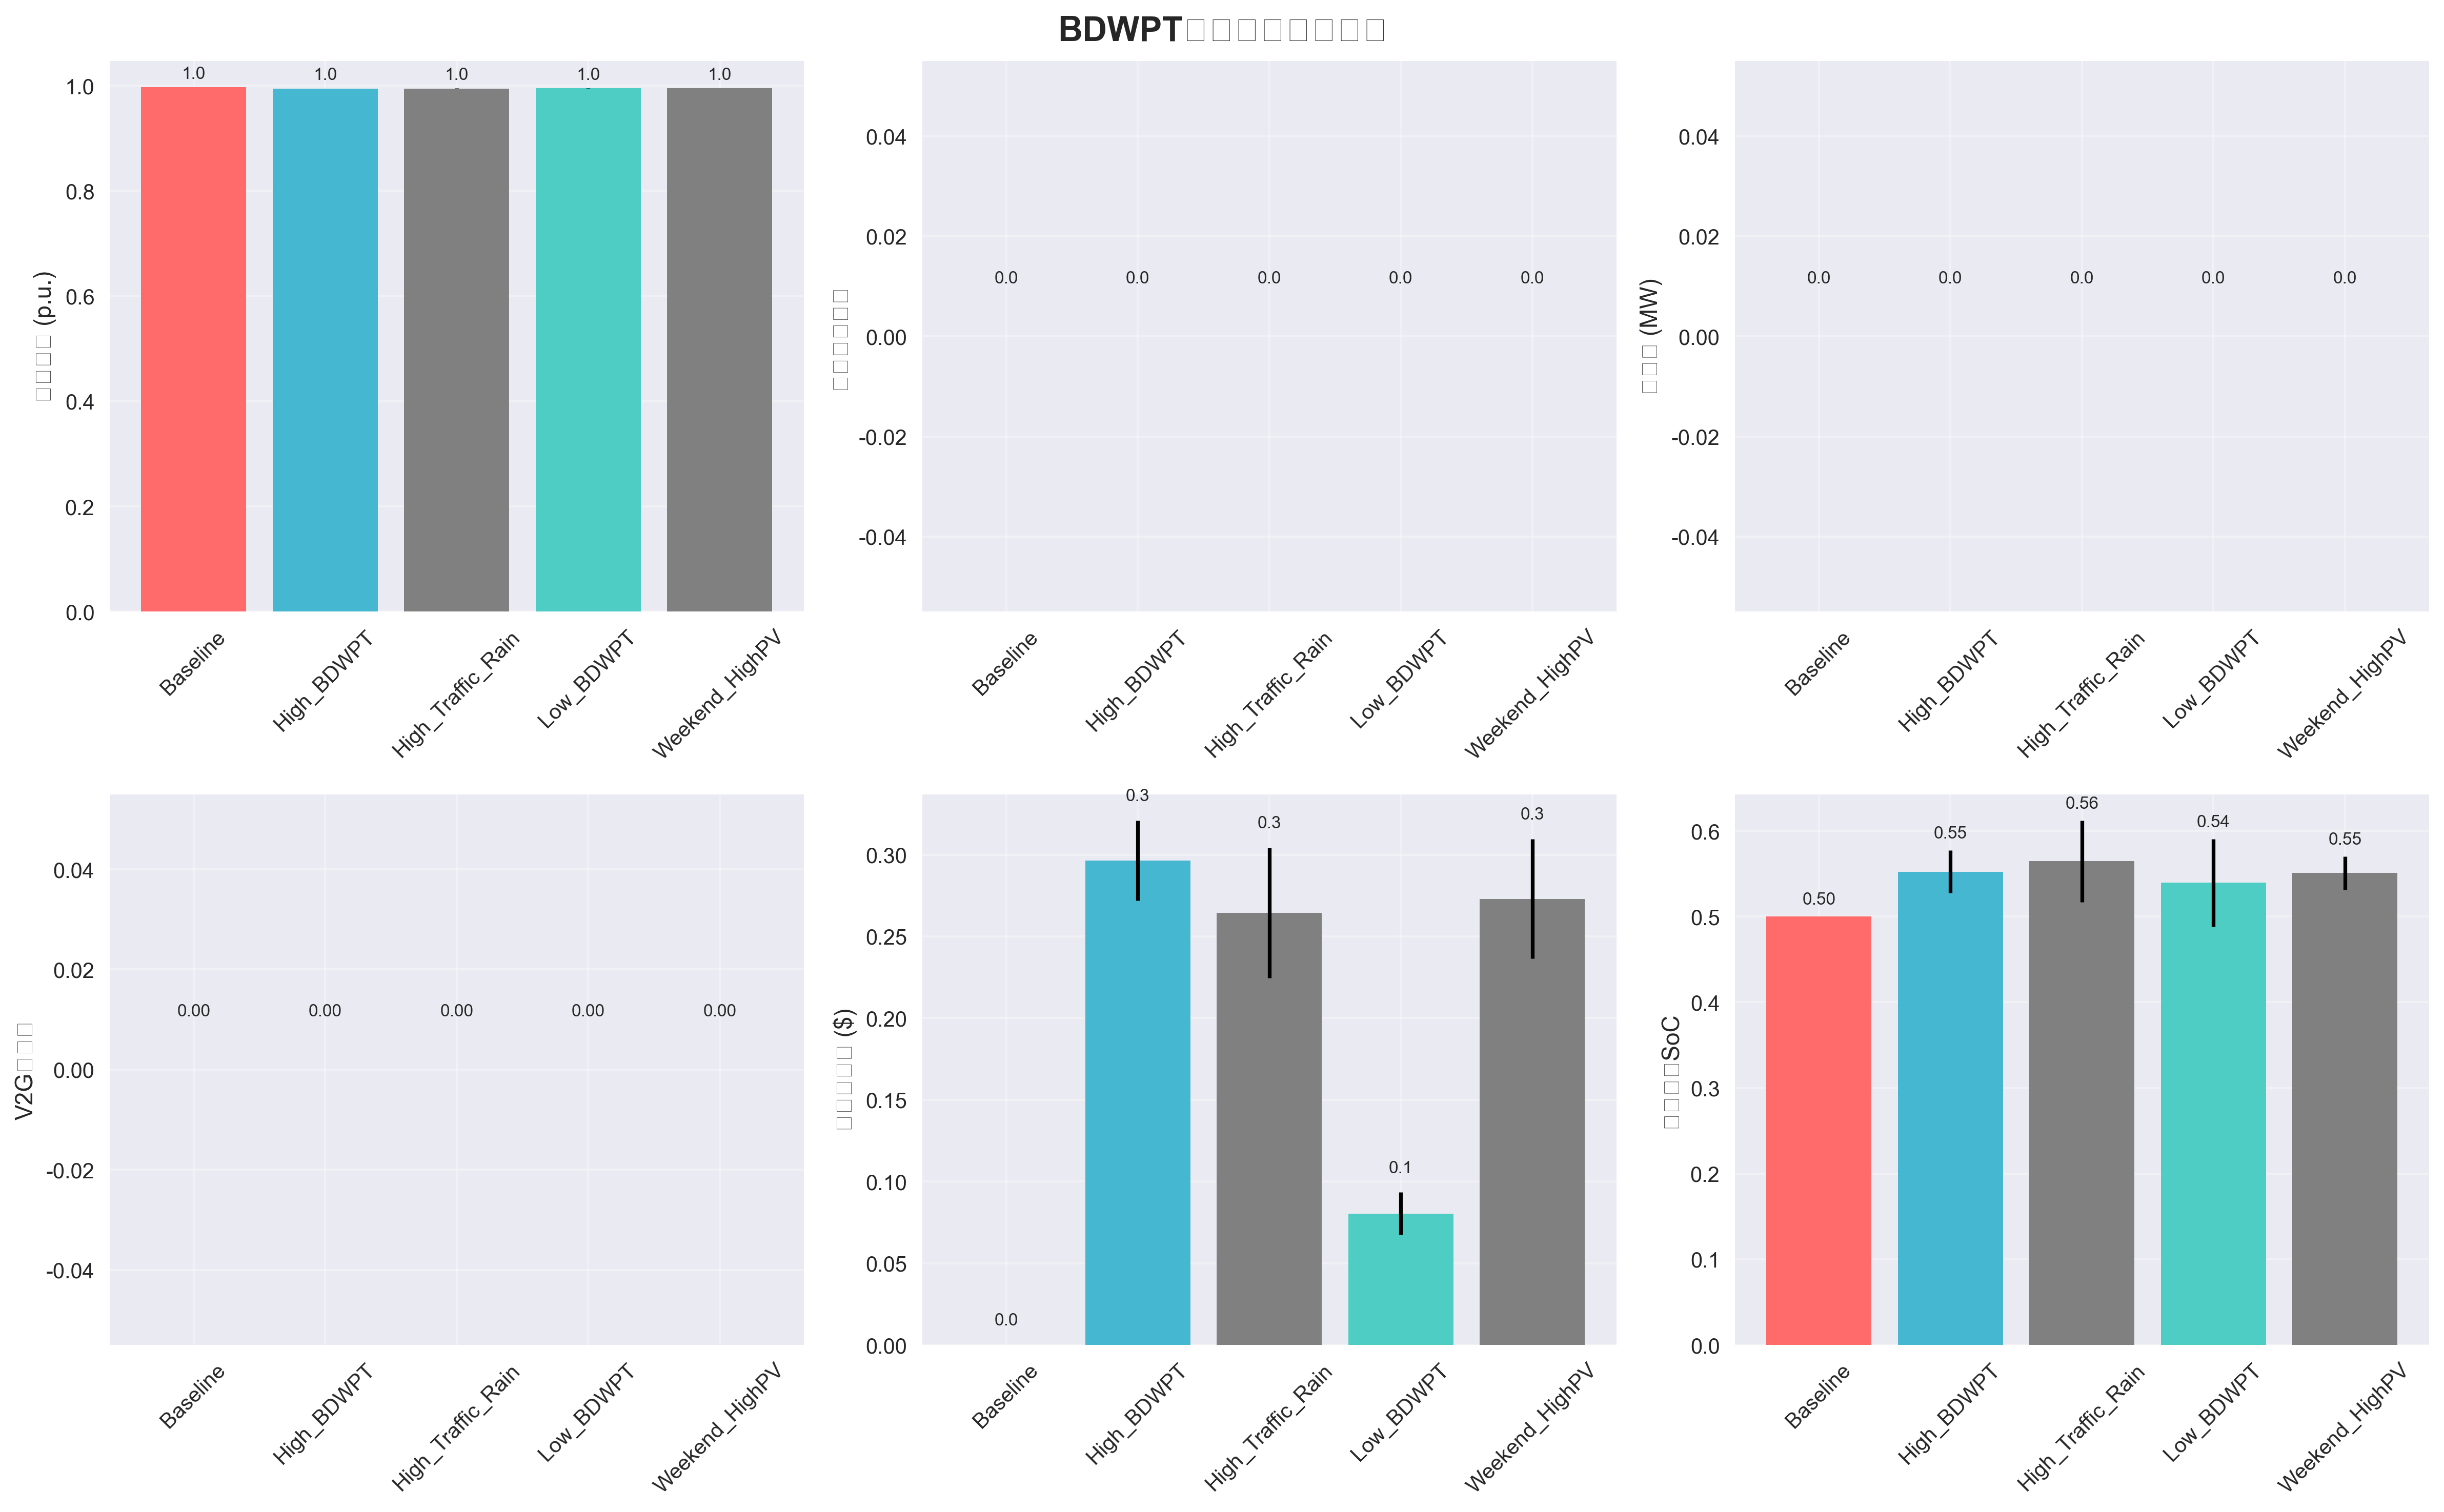 BDWPT
1.0 1.0 1.0 1.0 1.0
1.0
0.8
0.6
0.4
0.2
0.0
(p.u.)
Baseline
High_BDWPT
High_Traffic_Rain
Low_BDWPT
Weekend_HighPV
0.04
0.02
0.00
-0.02
-0.04
0.0 0.0 0.0 0.0 0.0
Baseline
High_BDWPT
High_Traffic_Rain
Low_BDWPT
Weekend_HighPV
0.04
0.02
0.00
-0.02
-0.04
(MW)
0.0 0.0 0.0 0.0 0.0
Baseline
High_BDWPT
High_Traffic_Rain
Low_BDWPT
Weekend_HighPV
0.04
0.02
0.00
-0.02
-0.04
V2G
0.00 0.00 0.00 0.00 0.00
Baseline
High_BDWPT
High_Traffic_Rain
Low_BDWPT
Weekend_HighPV
0.30
0.25
0.20
0.15
0.10
0.05
0.00
($)
0.0 0.3 0.3 0.1 0.3
Baseline
High_BDWPT
High_Traffic_Rain
Low_BDWPT
Weekend_HighPV
0.6
0.5
0.4
0.3
0.2
0.1
0.0
SoC
0.50 0.55 0.56 0.54 0.55
Baseline
High_BDWPT
High_Traffic_Rain
Low_BDWPT
Weekend_HighPV